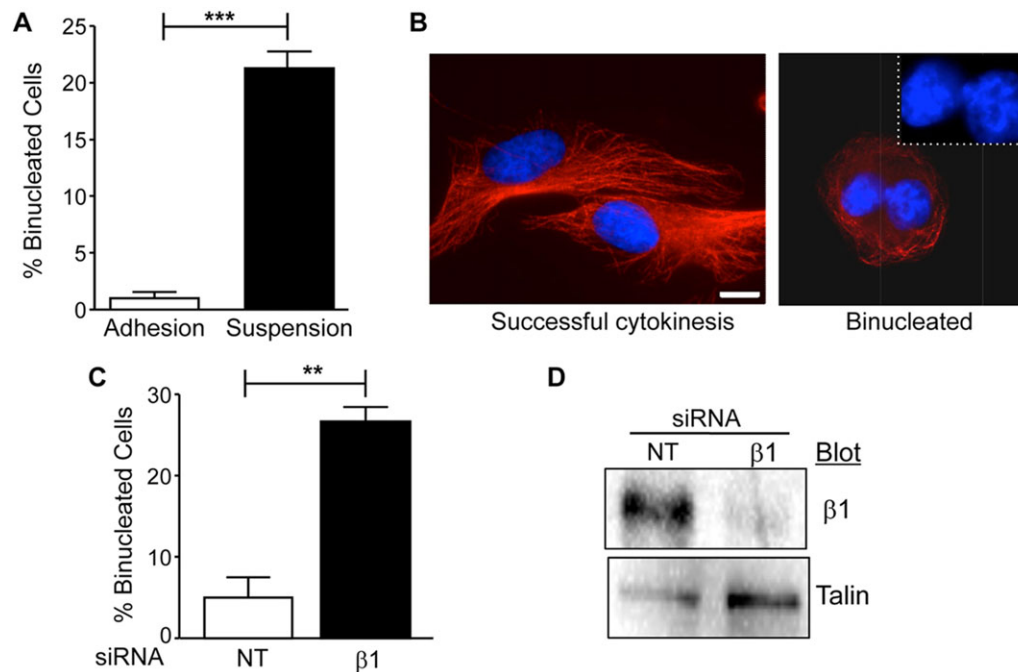 A
% Binucleated Cells
25
20
15
10
5
0
***
Adhesion
Suspension
B
Successful cytokinesis
Binucleated
C
% Binucleated Cells
30
20
10
0
**
siRNA
NT
β1
D
siRNA
NT
β1
Blot
β1
Talin